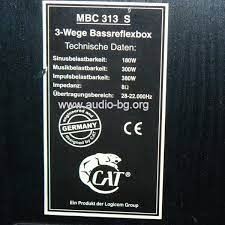 MBC 313 S
3-Wege Bassreflexbox
Technische Daten:
Sinusbelastbarkeit: 180W
Musikbelastbarkeit: 300W
Impulsbelastbarkeit: 380W
Impedanz: 8Ω
Übertragungsbereich: 28-22.000Hz
www.audio-bg.org
GERMANY
CAT
Ein Produkt der Logicom Group